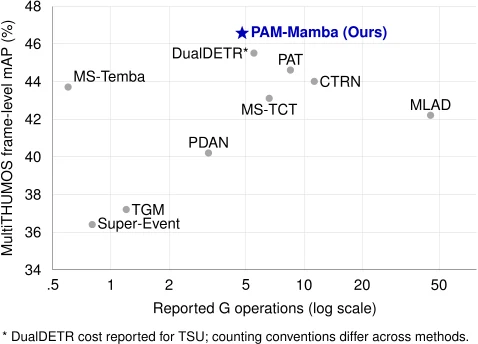 48
46
44
42
40
38
36
34
MultiTHUMOS frame-level mAP (%)
PAM-Mamba (Ours)
DualDETR*
PAT
MS-Temba
CTRN
MS-TCT
MLAD
PDAN
TGM
Super-Event
.5 1 2 5 10 20 50
Reported G operations (log scale)
* DualDETR cost reported for TSU; counting conventions differ across methods.